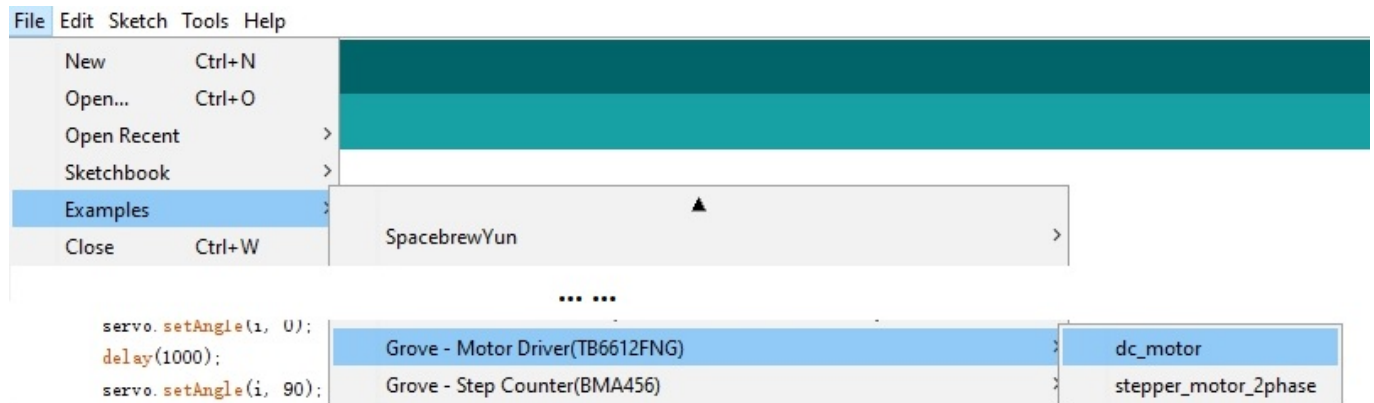 File Edit Sketch Tools Help
New Ctrl+N
Open... Ctrl+O
Open Recent >
Sketchbook >
Examples >
▲
SpacebrewYun >
Close Ctrl+W
... ...
servo.setAngle(i, 0);
Grove - Motor Driver(TB6612FNG) >
dc_motor
delay(1000);
Grove - Step Counter(BMA456) >
stepper_motor_2phase
servo.setAngle(i, 90);